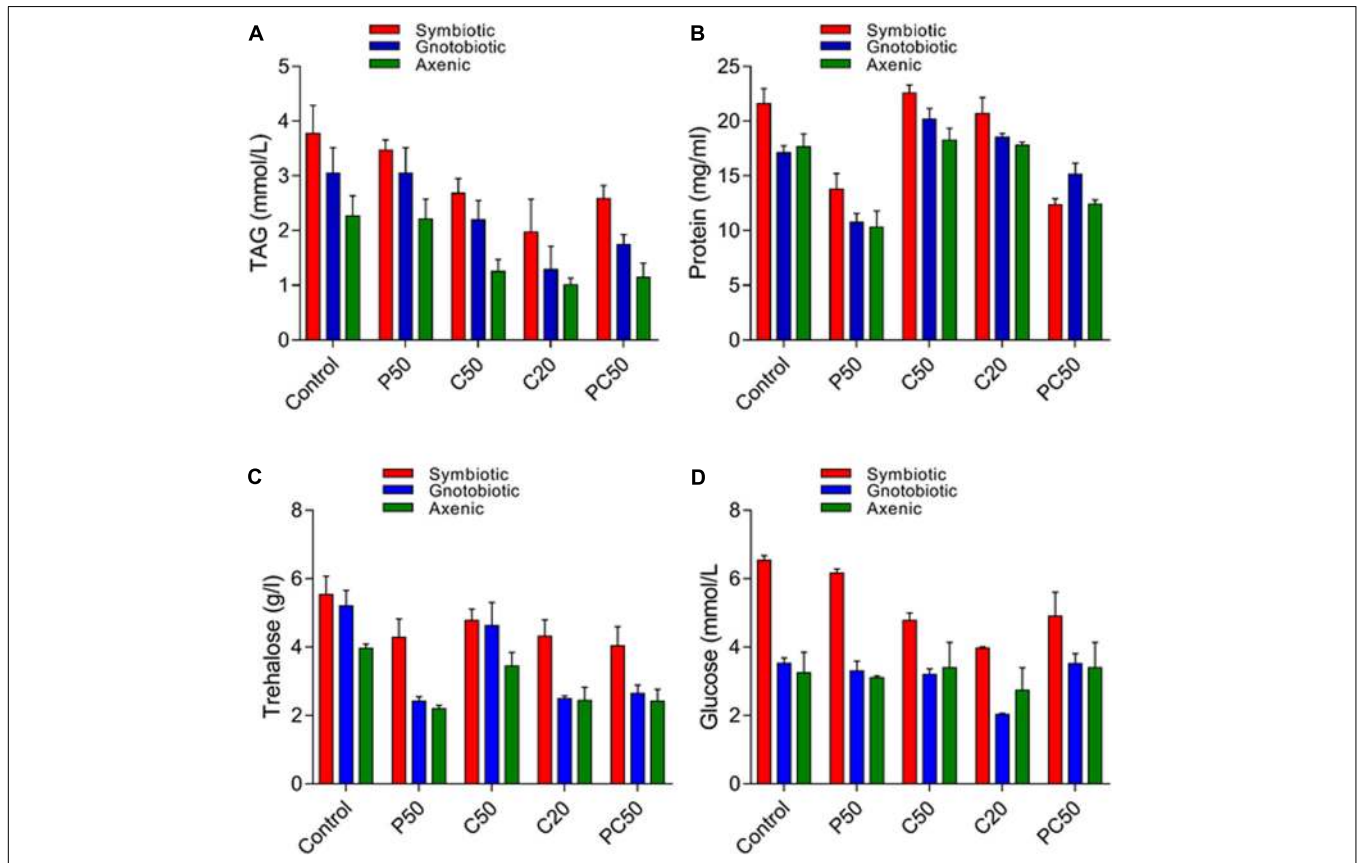 A
Symbiotic
Gnotobiotic
Axenic
TAG (mmol/L)
5
4
3
2
1
0
Control
P50
C50
C20
PC50
B
Symbiotic
Gnotobiotic
Axenic
Protein (mg/ml)
25
20
15
10
5
0
Control
P50
C50
C20
PC50
C
Symbiotic
Gnotobiotic
Axenic
Trehalose (g/l)
8
6
4
2
0
Control
P50
C50
C20
PC50
D
Symbiotic
Gnotobiotic
Axenic
Glucose (mmol/L
8
6
4
2
0
Control
P50
C50
C20
PC50